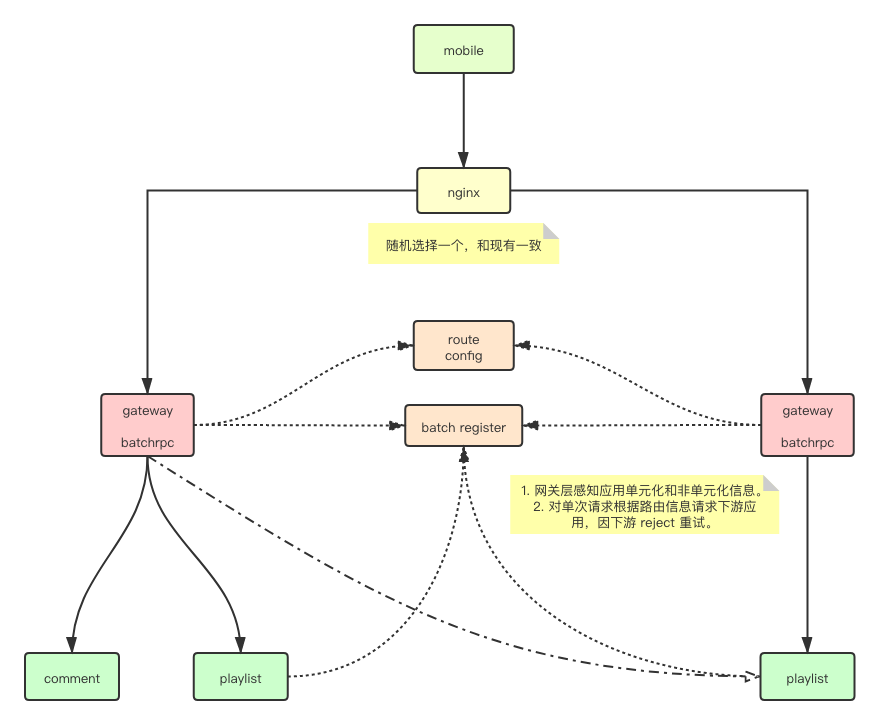 mobile
nginx
随机选择一个，和现有一致
route
config
gateway
batchrpc
batch register
gateway
batchrpc
1. 网关层感知应用单元化和非单元化信息。
2. 对单次请求根据路由信息请求下游应
用，因下游 reject 重试。
comment
playlist
playlist